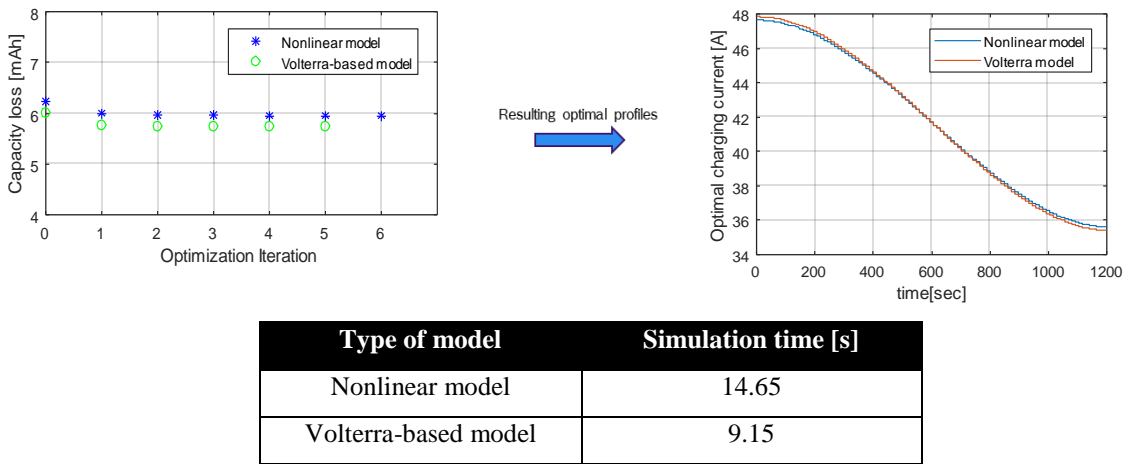 8
7
6
5
4
Capacity loss [mAh]
Nonlinear model
Volterra-based model
0 1 2 3 4 5 6
Optimization Iteration
Resulting optimal profiles
48
46
44
42
40
38
36
34
Optimal charging current [A]
Nonlinear model
Volterra model
0 200 400 600 800 1000 1200
time[sec]
Type of model Simulation time [s]
Nonlinear model 14.65
Volterra-based model 9.15